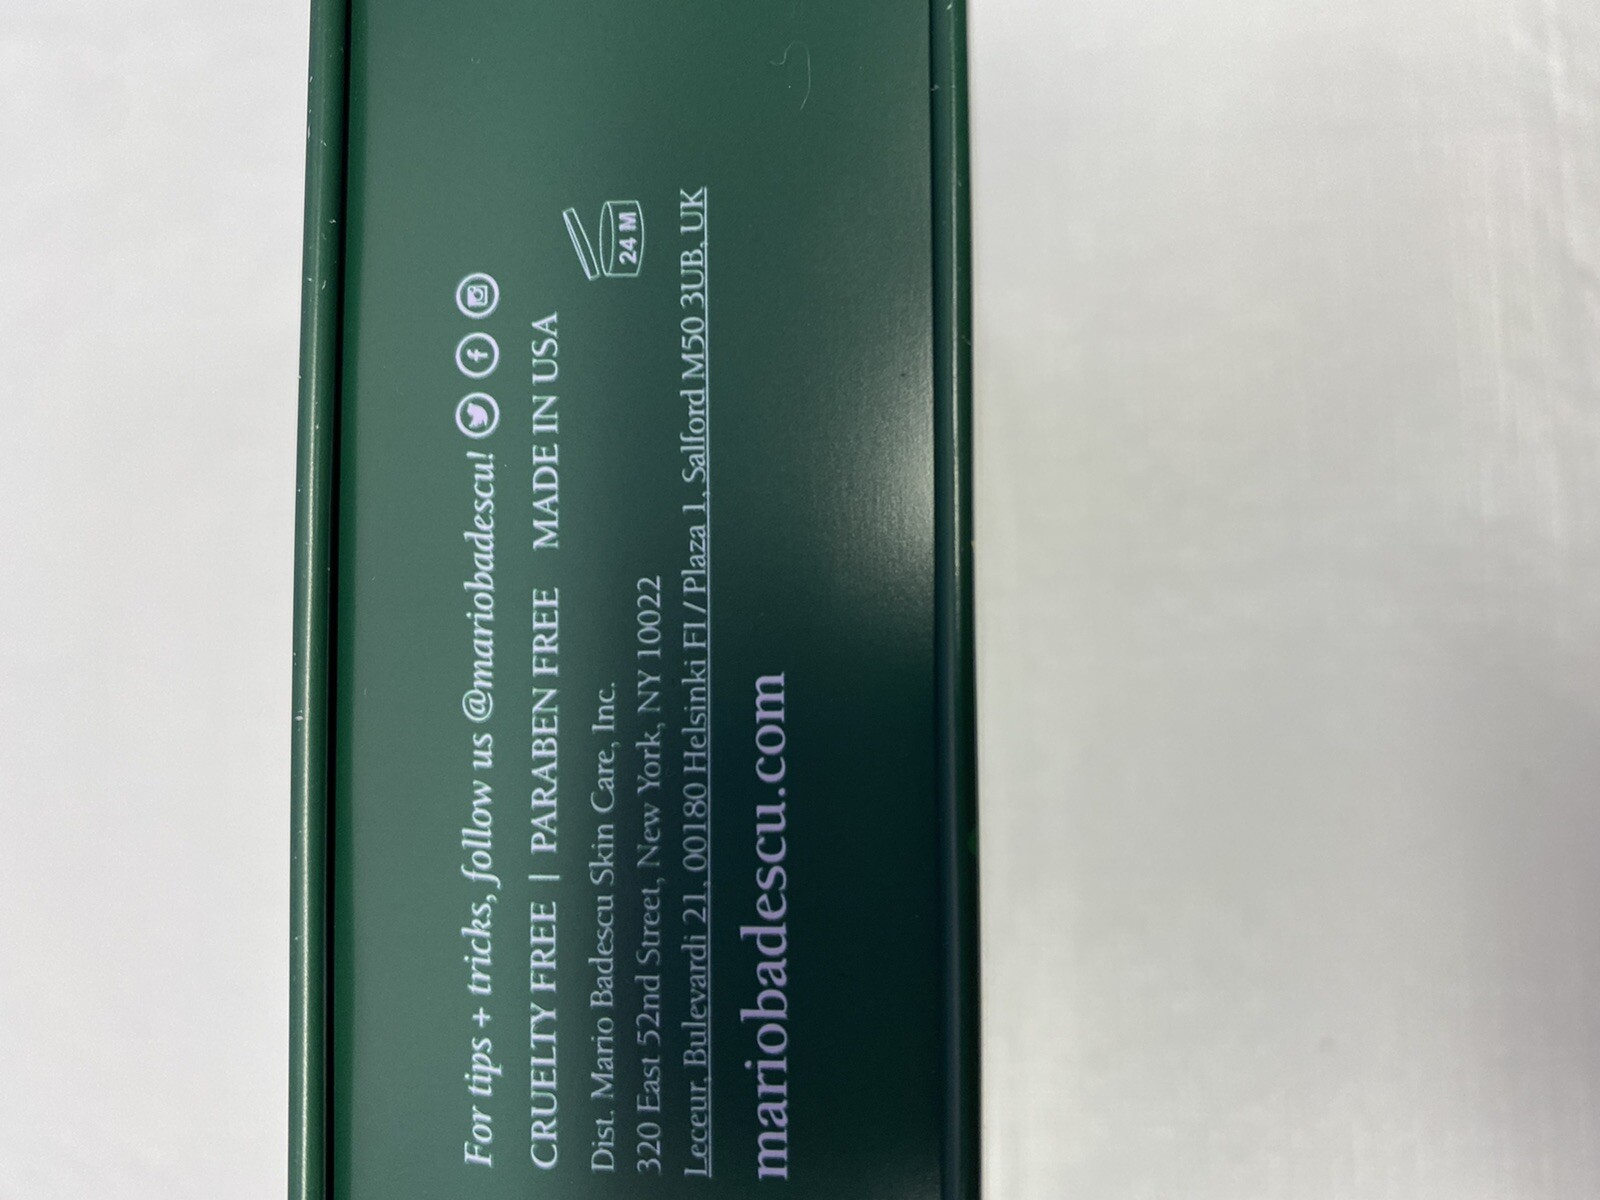 For tips + tricks, follow us @mariobadescu!
CRUELTY FREE | PARABEN FREE MADE IN USA
Dist. Mario Badescu Skin Care, Inc.
320 East 52nd Street, New York, NY 10022
24 M
Leceur, Bulevardi 21, 00180 Helsinki FI / Plaza 1, Salford M50 3UB, UK
mariobadescu.com